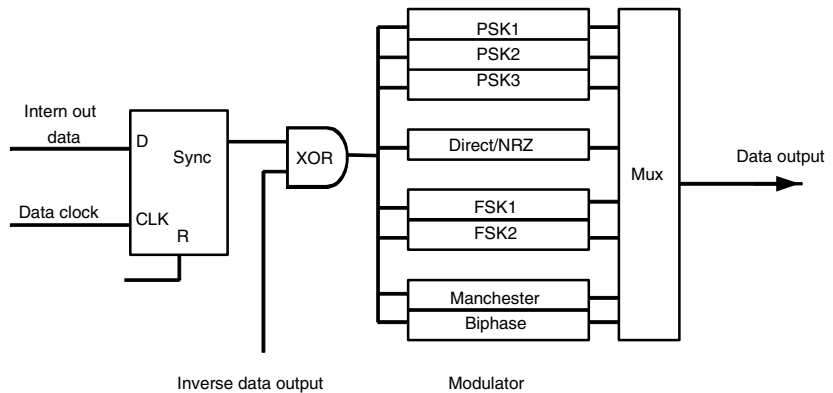 PSK1
PSK2
PSK3
Intern out
data
D
Sync
XOR
Direct/NRZ
Mux
Data output
Data clock
CLK
R
FSK1
FSK2
Manchester
Biphase
Inverse data output
Modulator